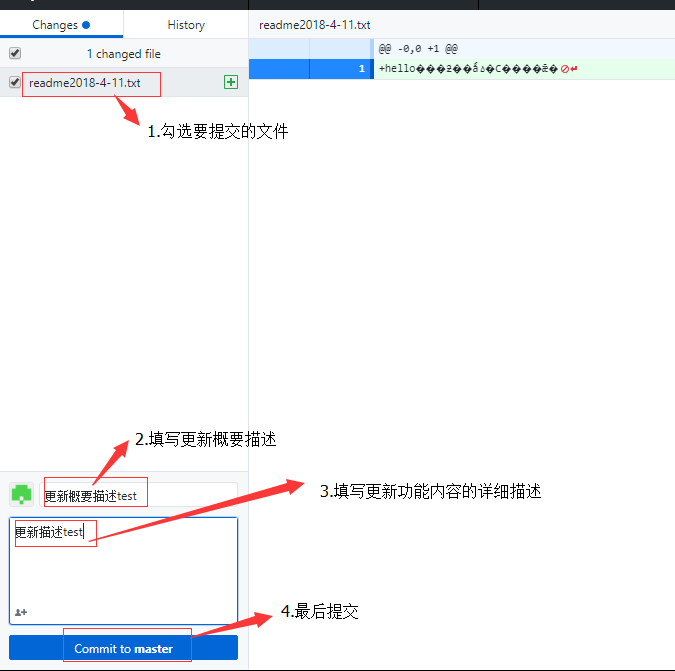 Changes
History
readme2018-4-11.txt
1 changed file
@@ -0,0 +1 @@
readme2018-4-11.txt
1
+hello
1.勾选要提交的文件
2.填写更新概要描述
更新概要描述test
3.填写更新功能内容的详细描述
更新描述test
4.最后提交
Commit to master